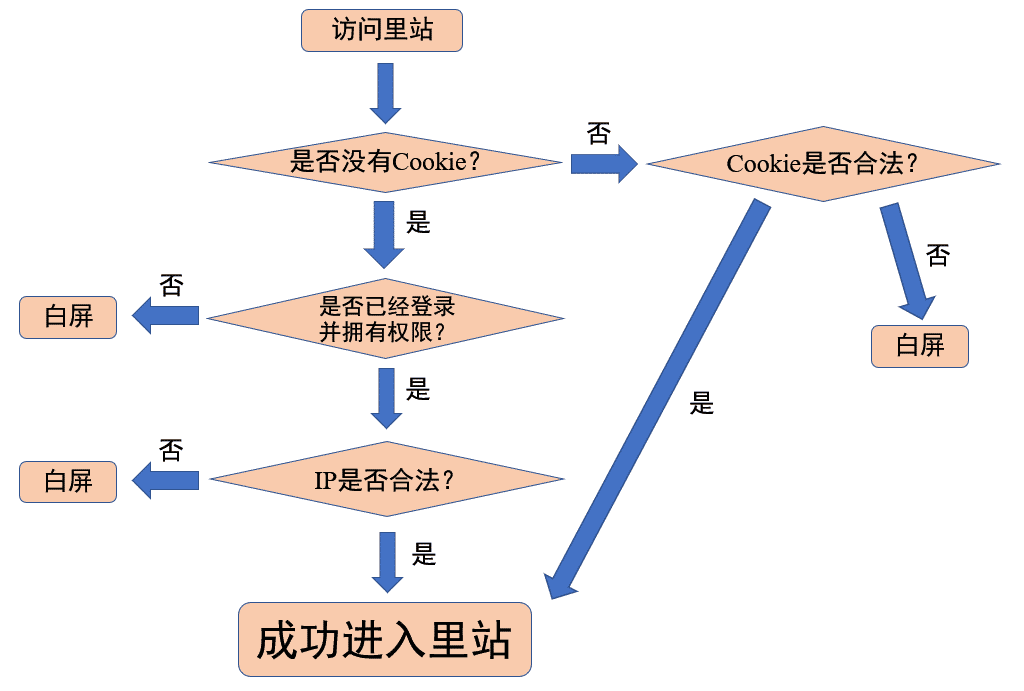 访问里站
是否没有Cookie？
否
Cookie是否合法？
是
否
白屏
否
是否已经登录
并拥有权限？
白屏
是
是
白屏
否
IP是否合法？
是
成功进入里站